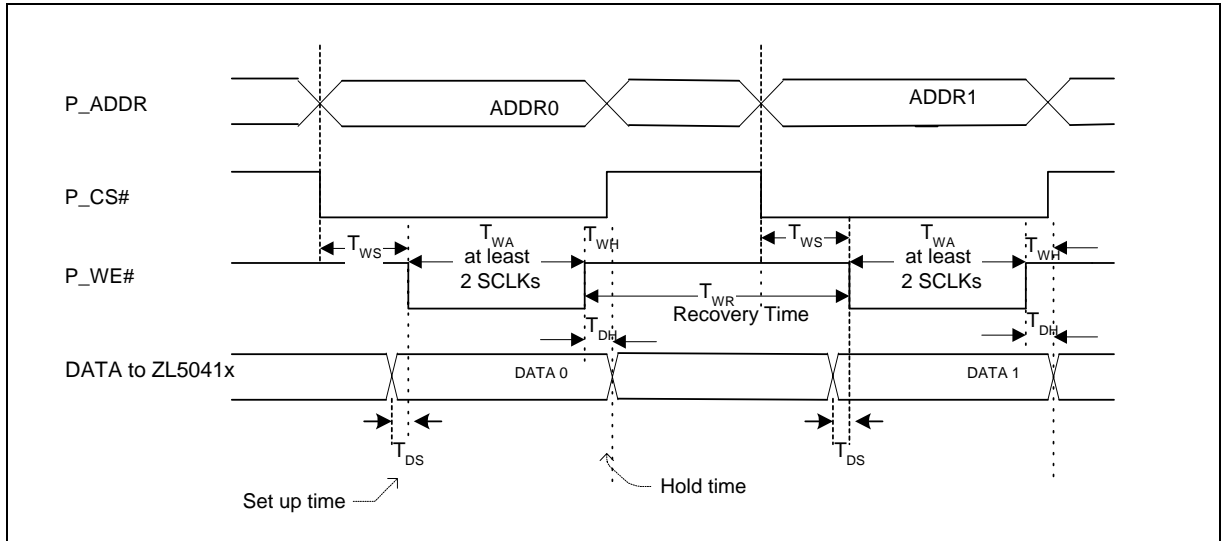 P_ADDR
ADDR0
ADDR1
P_CS#
TWS
TWA
at least
2 SCLKs
TWH
TWS
TWA
at least
2 SCLKs
TWH
P_WE#
TWR
Recovery Time
TDH
TDH
DATA to ZL5041x
DATA 0
DATA 1
TDS
TDS
Set up time
Hold time